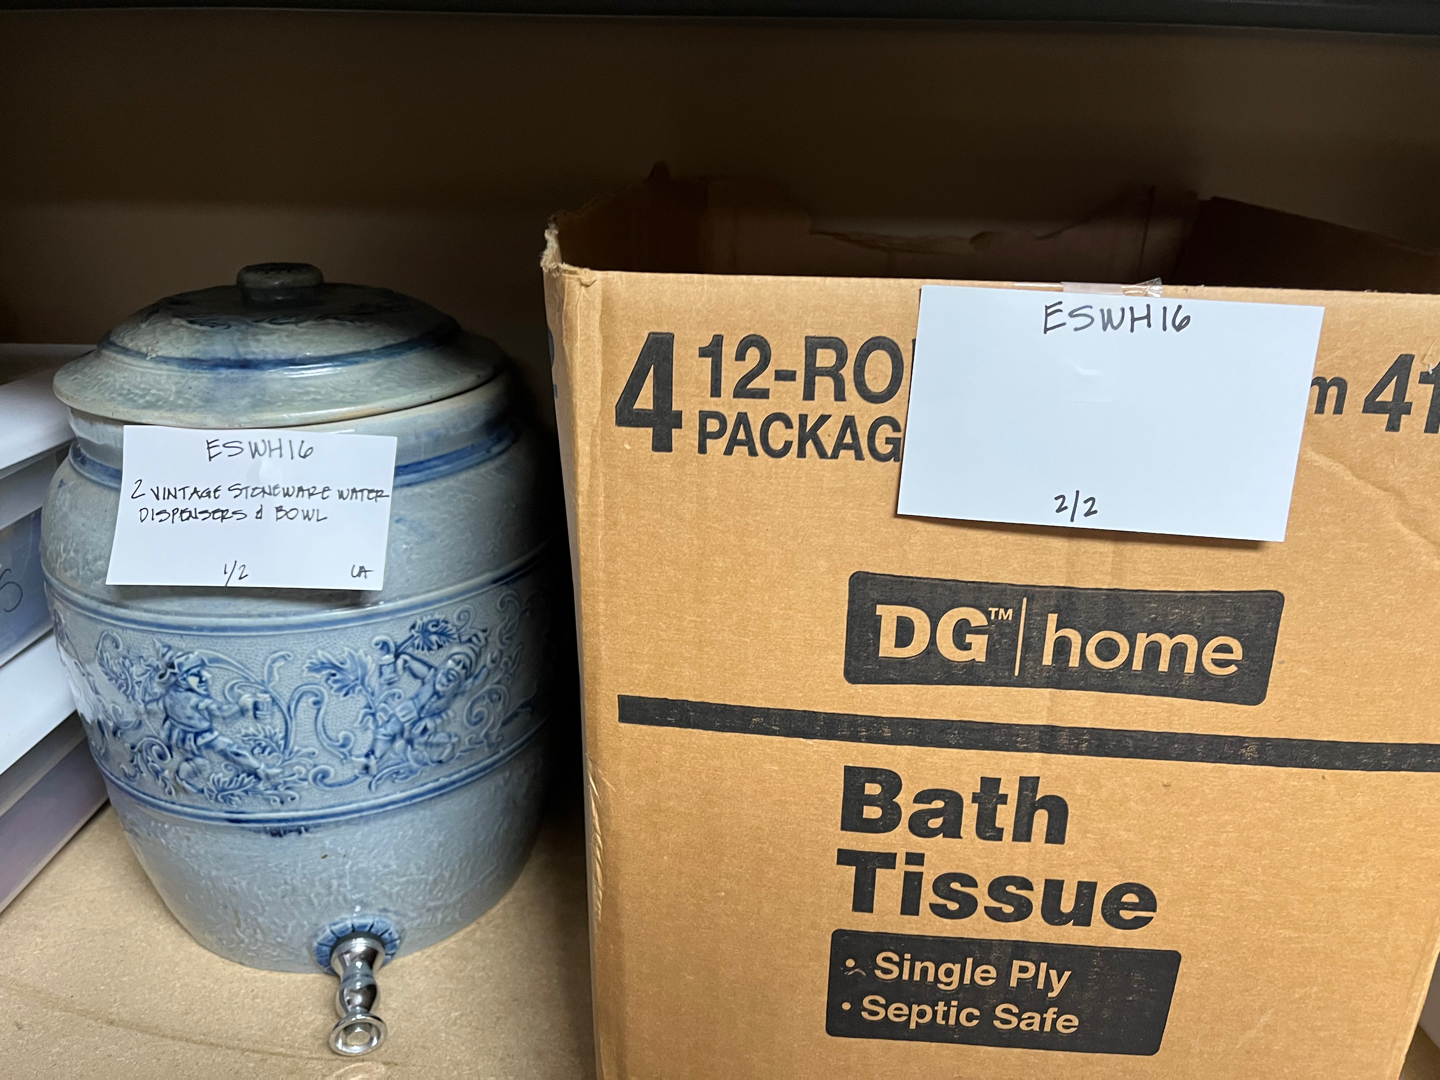 ESWH16
2 VINTAGE STONEWARE WATER
DISPENSERS & BOWL
1/2 LA
ESWH16
2/2
4 12-RO
PACKAG
m 4
DG™ home
Bath
Tissue
• Single Ply
• Septic Safe